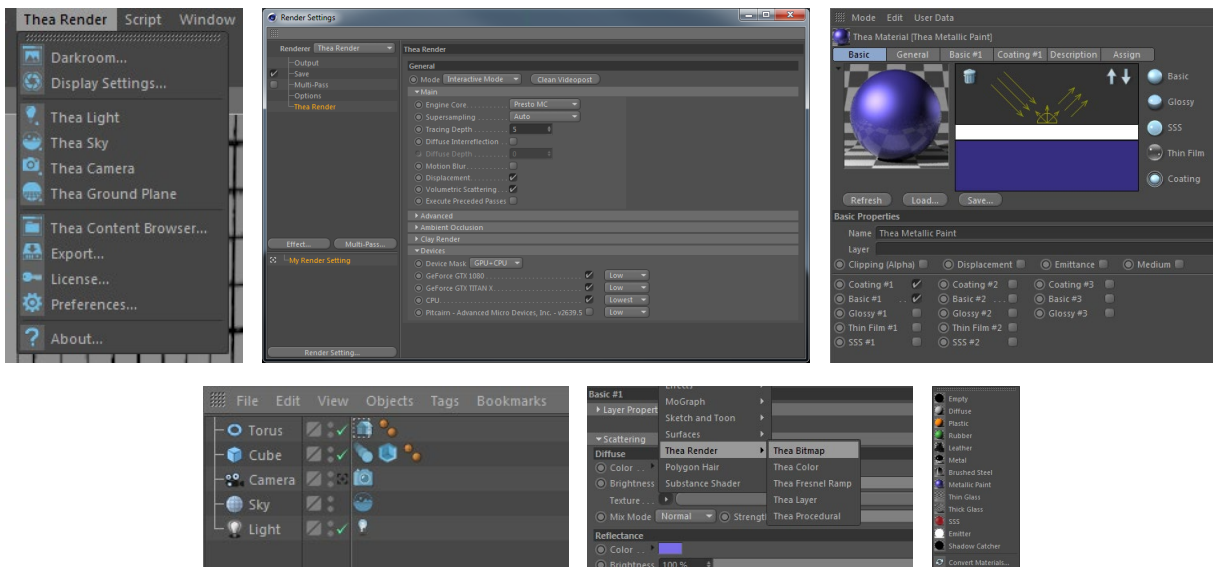 Thea Render Script Window
Darkroom...
Display Settings...
Thea Light
Thea Sky
Thea Camera
Thea Ground Plane
Thea Content Browser...
Export...
License...
Preferences...
About...
Render Settings
Renderer Thea Render
Output
Save
Multi-Pass
Options
Thea Render
Effect... Multi-Pass...
My Render Setting
Render Setting...
Thea Render
General
Mode Interactive Mode Clean Videopost
Main
Engine Core Presto MC
Supersampling Auto
Tracing Depth 5
Diffuse Interreflection
Diffuse Depth 0
Motion Blur
Displacement
Volumetric Scattering
Execute Preceded Passes
Advanced
Ambient Occlusion
Clay Render
Devices
Device Mask GPU+CPU
GeForce GTX 1080 Low
GeForce GTX TITAN X Low
CPU Lowest
Pitcairn - Advanced Micro Devices, Inc. - v2639.5 Low
Mode Edit User Data
Thea Material [Thea Metallic Paint]
Basic General Basic #1 Coating #1 Description Assign
Basic
Glossy
SSS
Thin Film
Coating
Refresh Load... Save...
Basic Properties
Name Thea Metallic Paint
Layer
Clipping (Alpha) Displacement Emittance Medium
Coating #1 Coating #2 Coating #3
Basic #1 . . Basic #2 . . . Basic #3
Glossy #1 Glossy #2 Glossy #3
Thin Film #1 Thin Film #2
SSS #1 SSS #2
File Edit View Objects Tags Bookmarks
Torus
Cube
Camera
Sky
Light
Basic #1
Layer Propert
Scattering
Diffuse
Color . .
Brightness
Texture . . .
Mix Mode Normal Strengt
Reflectance
Color . .
Brightness 100 %
MoGraph
Sketch and Toon
Surfaces
Thea Render
Polygon Hair
Substance Shader
Thea Bitmap
Thea Color
Thea Fresnel Ramp
Thea Layer
Thea Procedural
Empty
Diffuse
Plastic
Rubber
Leather
Metal
Brushed Steel
Metallic Paint
Thin Glass
Thick Glass
SSS
Emitter
Shadow Catcher
Convert Materials...